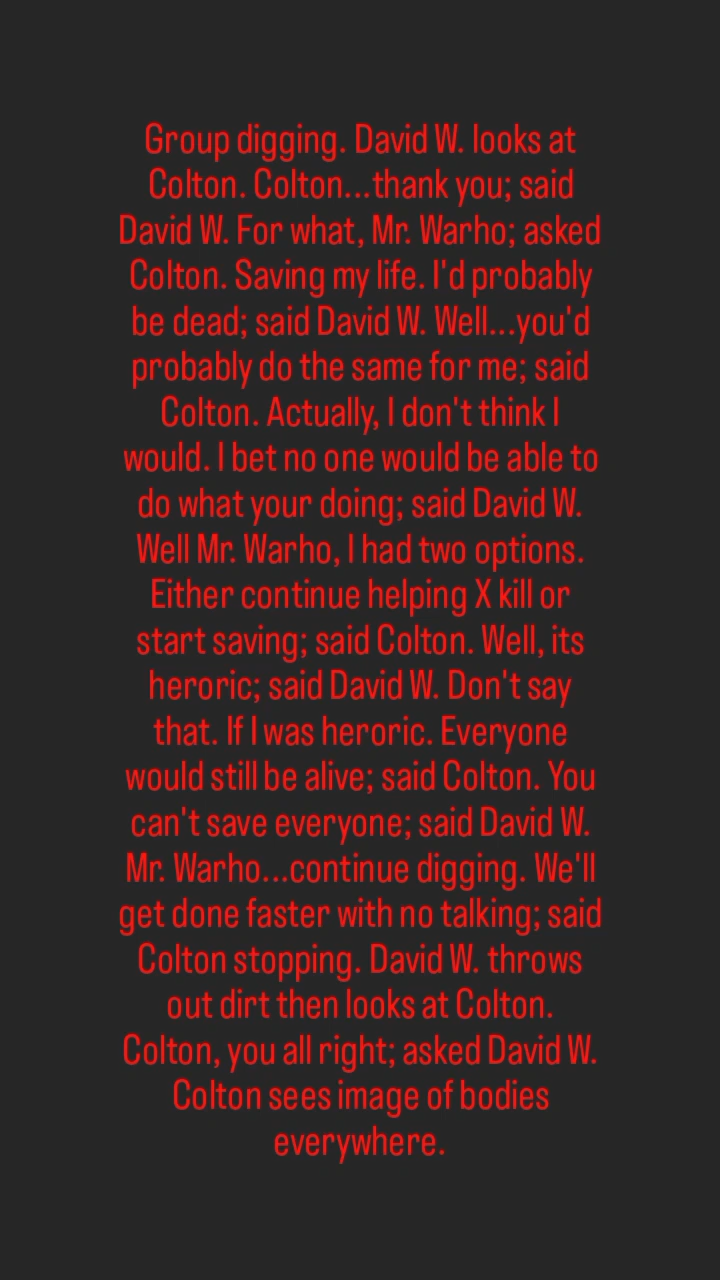 Group digging. David W. looks at
Colton. Colton...thank you; said
David W. For what, Mr. Warho; asked
Colton. Saving my life. I'd probably
be dead; said David W. Well...you'd
probably do the same for me; said
Colton. Actually, I don't think I
would. I bet no one would be able to
do what your doing; said David W.
Well Mr. Warho, I had two options.
Either continue helping X kill or
start saving; said Colton. Well, its
heroric; said David W. Don't say
that. If I was heroric. Everyone
would still be alive; said Colton. You
can't save everyone; said David W.
Mr. Warho...continue digging. We'll
get done faster with no talking; said
Colton stopping. David W. throws
out dirt then looks at Colton.
Colton, you all right; asked David W.
Colton sees image of bodies
everywhere.